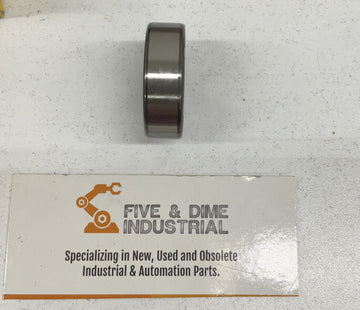 FIVE & DIME
INDUSTRIAL
Specializing in New, Used and Obsolete
Industrial & Automation Parts.